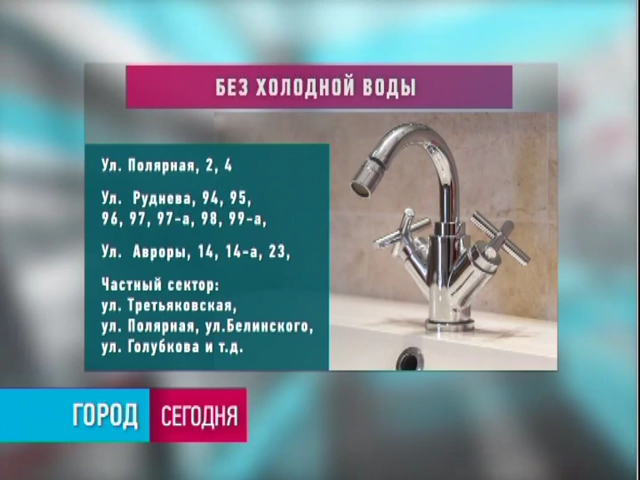 БЕЗ ХОЛОДНОЙ ВОДЫ
Ул. Полярная, 2, 4
Ул. Руднева, 94, 95,
96, 97, 97-а, 98, 99-а,
Ул. Авроры, 14, 14-а, 23,
Частный сектор:
ул. Третьяковская,
ул. Полярная, ул.Белинского,
ул. Голубкова и т.д.
ГОРОД СЕГОДНЯ